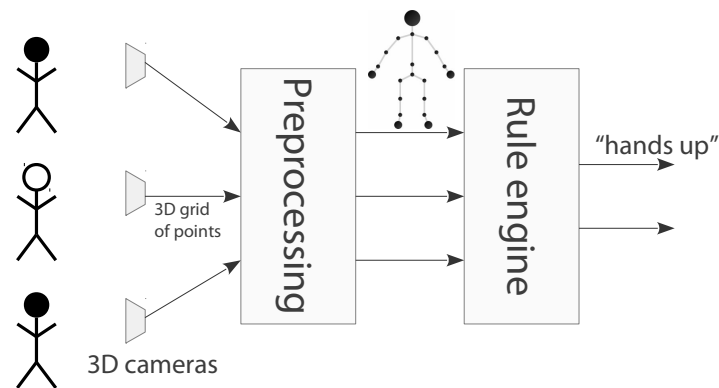 Preprocessing
Rule engine
“hands up”
3D grid
of points
3D cameras